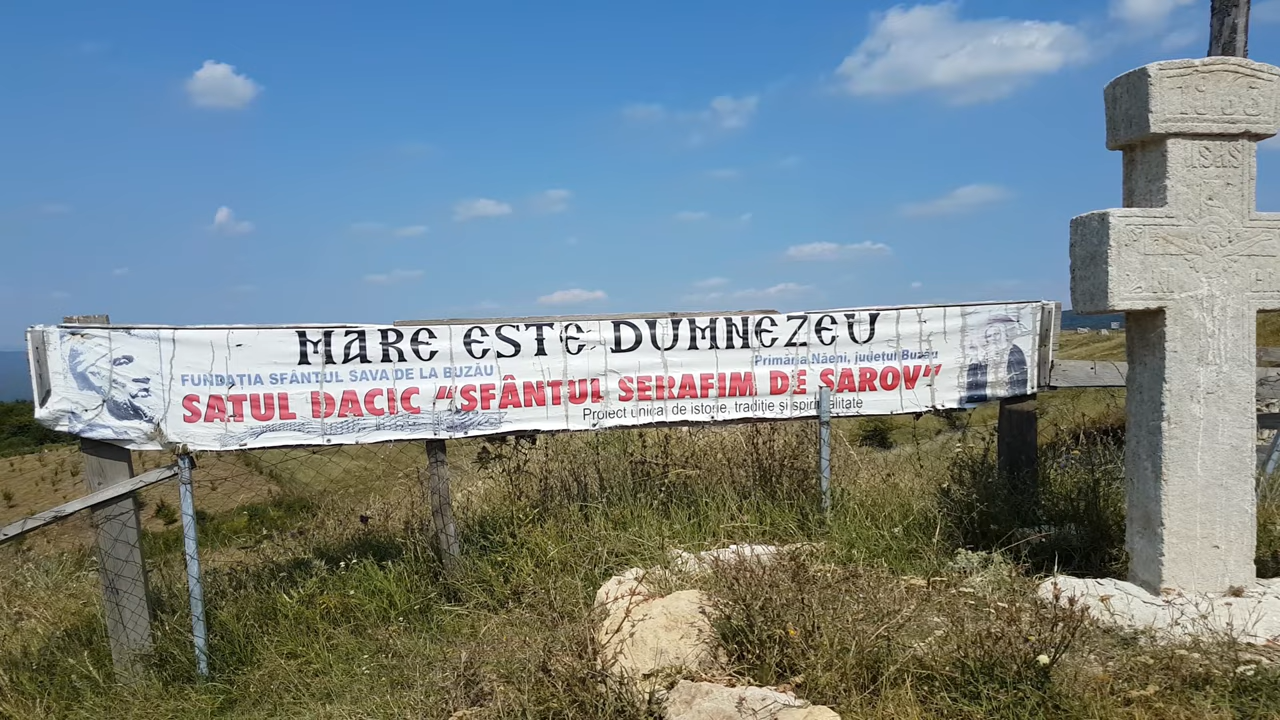 MARE ESTE DUMNEZEU
FUNDAȚIA SFÂNTUL SAVA DE LA BUZĂU
Primăria Năeni, județul Buzău
SATUL DACIC "SFÂNTUL SERAFIM DE SAROV"
Proiect unicat de istorie, tradiție și spiritualitate